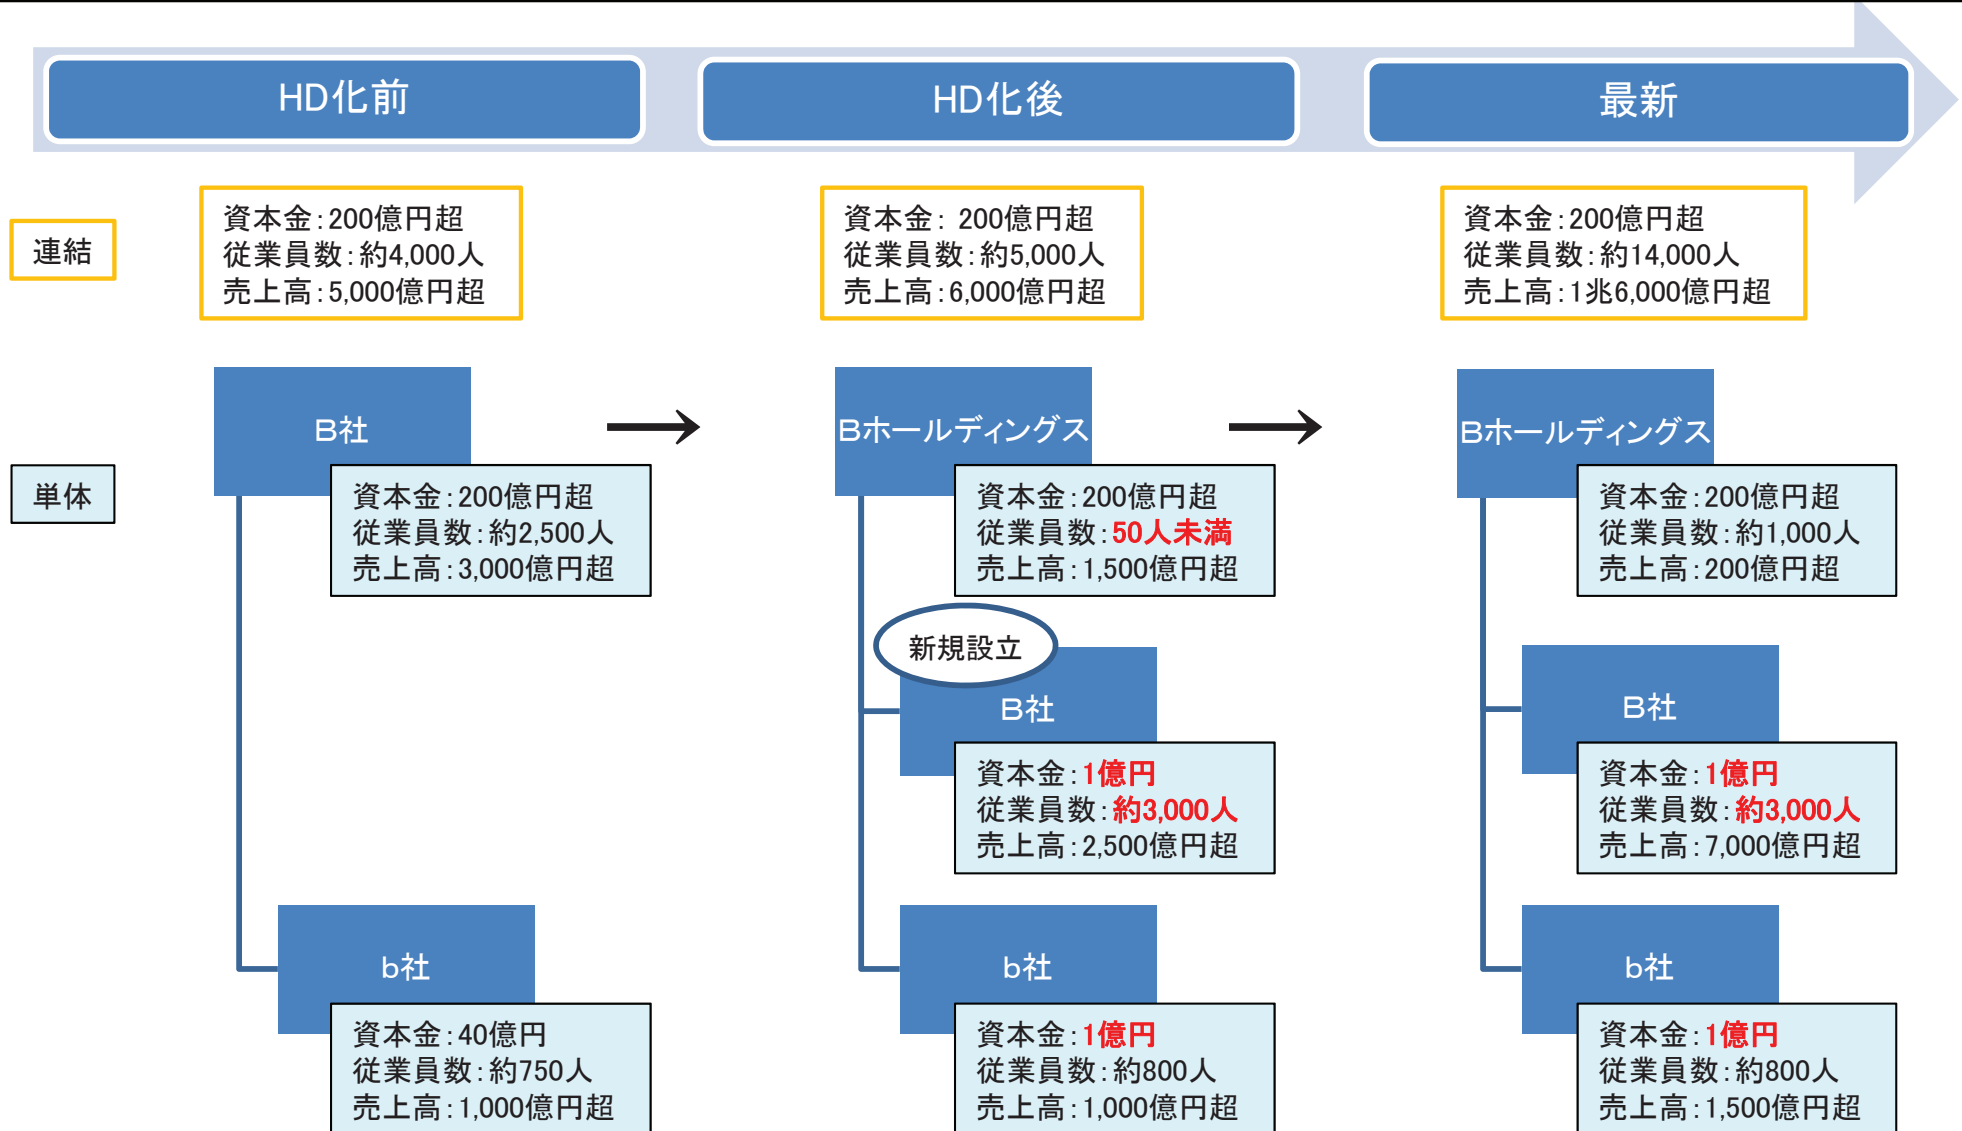 HD化前
HD化後
最新
連結
資本金:200億円超
従業員数:約4,000人
売上高:5,000億円超
資本金: 200億円超
従業員数:約5,000人
売上高:6,000億円超
資本金:200億円超
従業員数:約14,000人
売上高:1兆6,000億円超
単体
B社
資本金:200億円超
従業員数:約2,500人
売上高:3,000億円超
Bホールディングス
資本金:200億円超
従業員数:50人未満
売上高:1,500億円超
Bホールディングス
資本金:200億円超
従業員数:約1,000人
売上高:200億円超
新規設立
B社
資本金:1億円
従業員数:約3,000人
売上高:2,500億円超
B社
資本金:1億円
従業員数:約3,000人
売上高:7,000億円超
b社
資本金:40億円
従業員数:約750人
売上高:1,000億円超
b社
資本金:1億円
従業員数:約800人
売上高:1,000億円超
b社
資本金:1億円
従業員数:約800人
売上高:1,500億円超